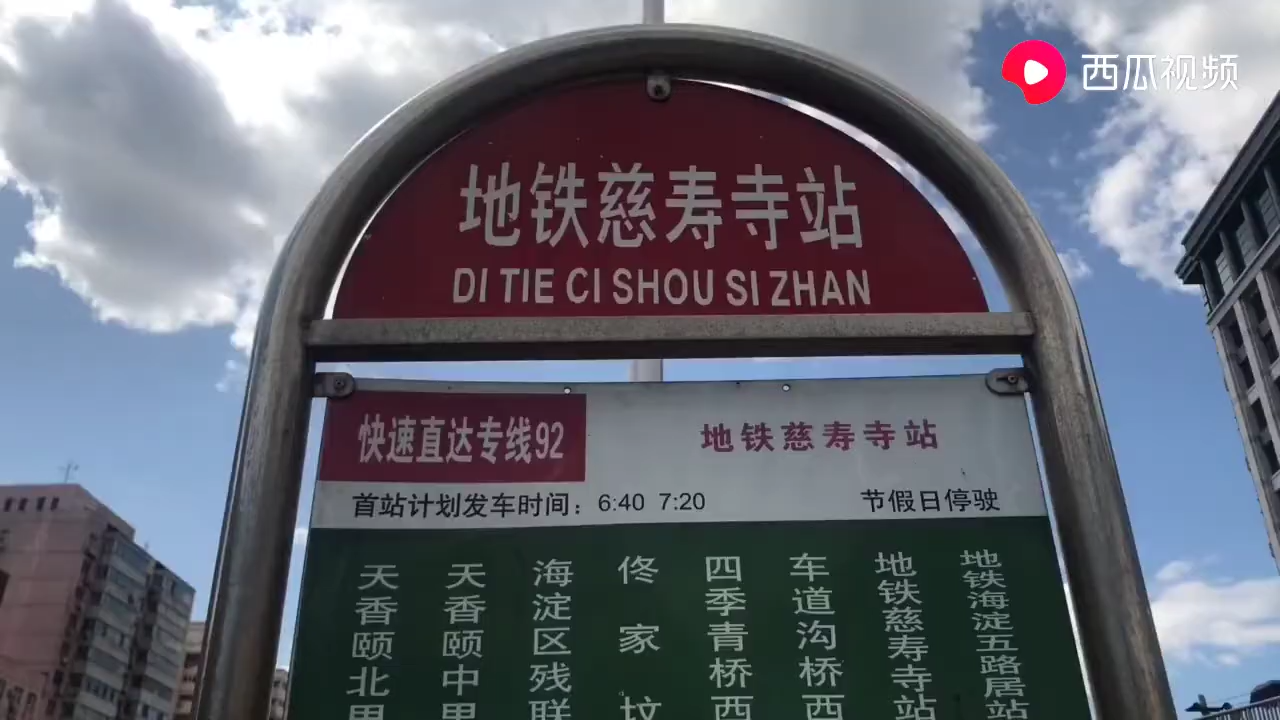 西瓜视频
地铁慈寿寺站
DI TIE CI SHOU SI ZHAN
快速直达专线92
地铁慈寿寺站
首站计划发车时间：6:40 7:20
节假日停驶
天香颐北里
天香颐中里
海淀区残联
佟家坟
四季青桥西
车道沟桥西
地铁慈寿寺站
地铁海淀五路居站